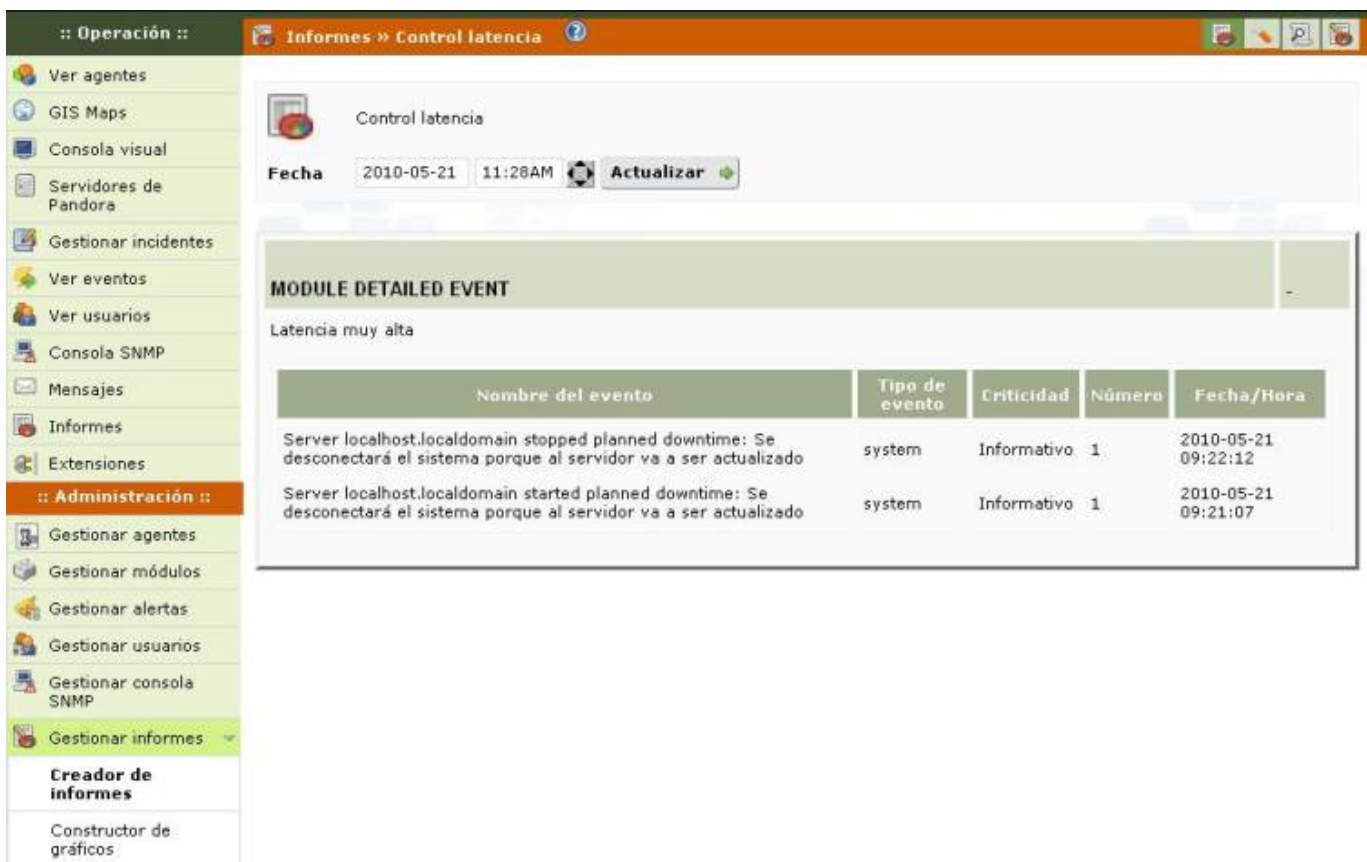 :: Operación ::
Ver agentes
GIS Maps
Consola visual
Servidores de
Pandora
Gestionar incidentes
Ver eventos
Ver usuarios
Consola SNMP
Mensajes
Informes
Extensiones
:: Administración ::
Gestionar agentes
Gestionar módulos
Gestionar alertas
Gestionar usuarios
Gestionar consola
SNMP
Gestionar informes
Creador de
informes
Constructor de
gráficos
Informes » Control latencia
Control latencia
Fecha 2010-05-21 11:28AM Actualizar
MODULE DETAILED EVENT -
Latencia muy alta
Nombre del evento Tipo de evento Criticidad Número Fecha/Hora
Server localhost.localdomain stopped planned downtime: Se
desconectará el sistema porque al servidor va a ser actualizado
system Informativo 1
2010-05-21
09:22:12
Server localhost.localdomain started planned downtime: Se
desconectará el sistema porque al servidor va a ser actualizado
system Informativo 1
2010-05-21
09:21:07